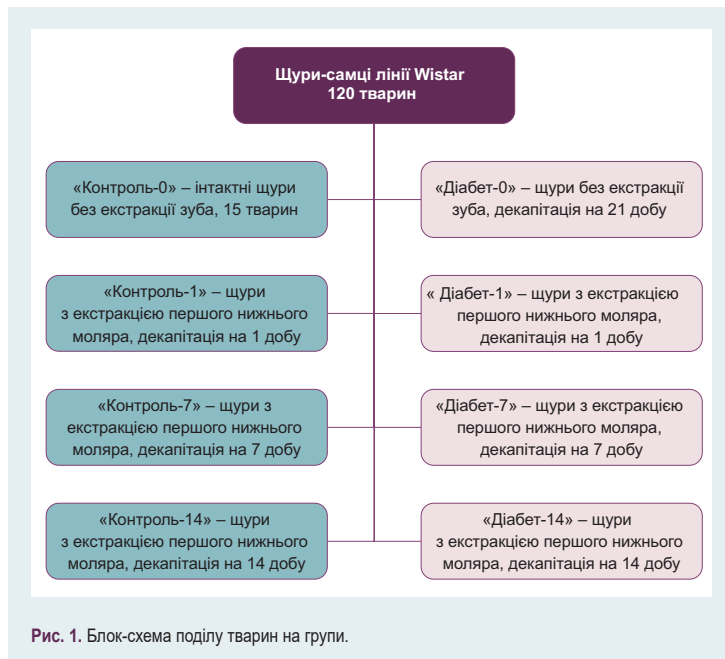 Щури-самці лінії Wistar
120 тварин
«Контроль-0» – інтактні щури
без екстракції зуба, 15 тварин
«Діабет-0» – щури без екстракції
зуба, декапітація на 21 добу
«Контроль-1» – щури
з екстракцією першого нижнього
моляра, декапітація на 1 добу
« Діабет-1» – щури з екстракцією
першого нижнього моляра,
декапітація на 1 добу
«Контроль-7» – щури з
екстракцією першого нижнього
моляра, декапітація на 7 добу
«Діабет-7» – щури з екстракцією
першого нижнього моляра,
декапітація на 7 добу
«Контроль-14» – щури
з екстракцією першого нижнього
моляра, декапітація на 14 добу
«Діабет-14» – щури
з екстракцією першого нижнього
моляра, декапітація на 14 добу
Рис. 1. Блок-схема поділу тварин на групи.